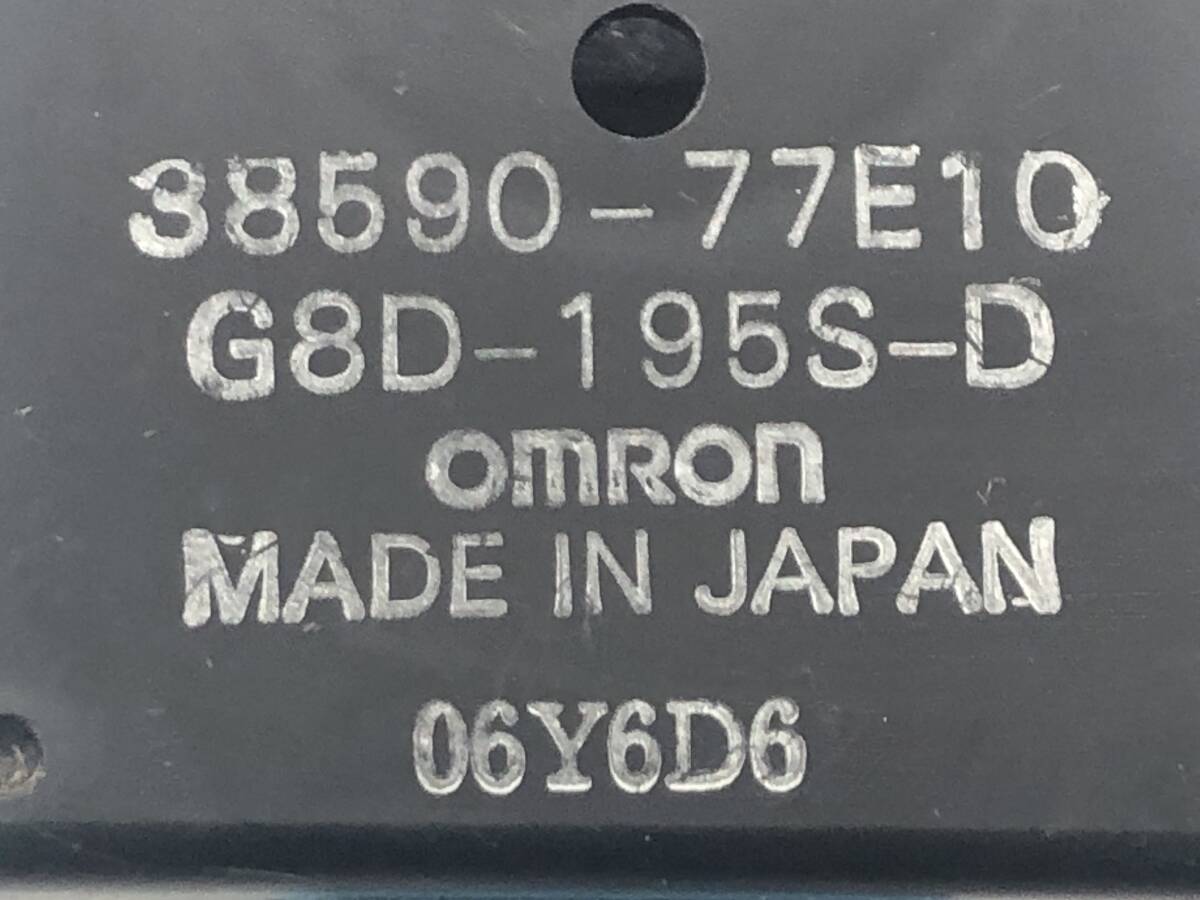 38590-77E10
G8D-195S-D
omron
MADE IN JAPAN
06Y6D6